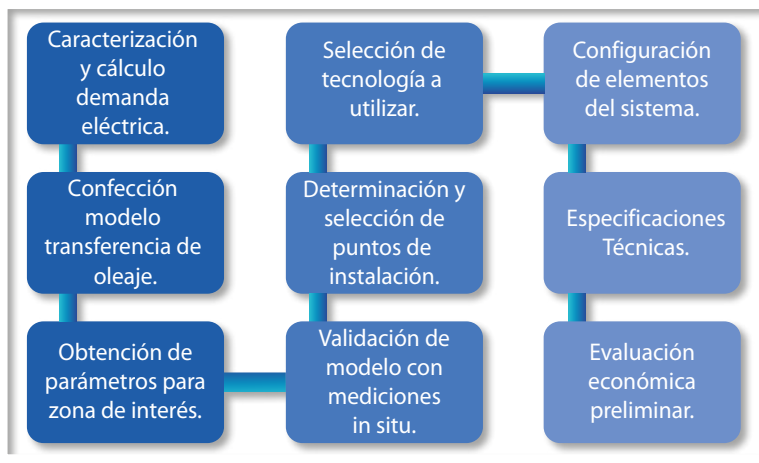 Caracterización
y cálculo
demanda
eléctrica.
Confección
modelo
transferencia de
oleaje.
Obtención de
parámetros para
zona de interés.
Validación de
modelo con
mediciones
in situ.
Determinación y
selección de
puntos de
instalación.
Selección de
tecnología a
utilizar.
Configuración
de elementos
del sistema.
Especificaciones
Técnicas.
Evaluación
económica
preliminar.